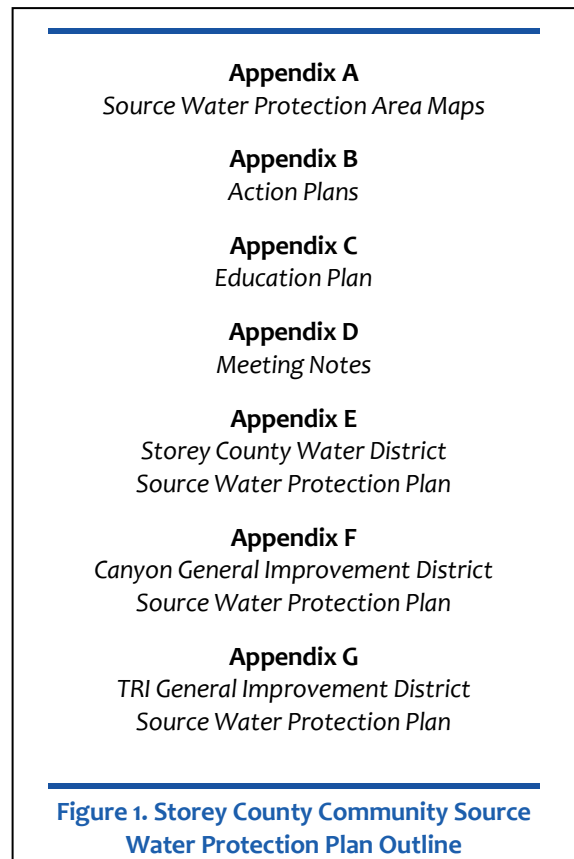 Appendix A
Source Water Protection Area Maps
Appendix B
Action Plans
Appendix C
Education Plan
Appendix D
Meeting Notes
Appendix E
Storey County Water District
Source Water Protection Plan
Appendix F
Canyon General Improvement District
Source Water Protection Plan
Appendix G
TRI General Improvement District
Source Water Protection Plan
Figure 1. Storey County Community Source
Water Protection Plan Outline